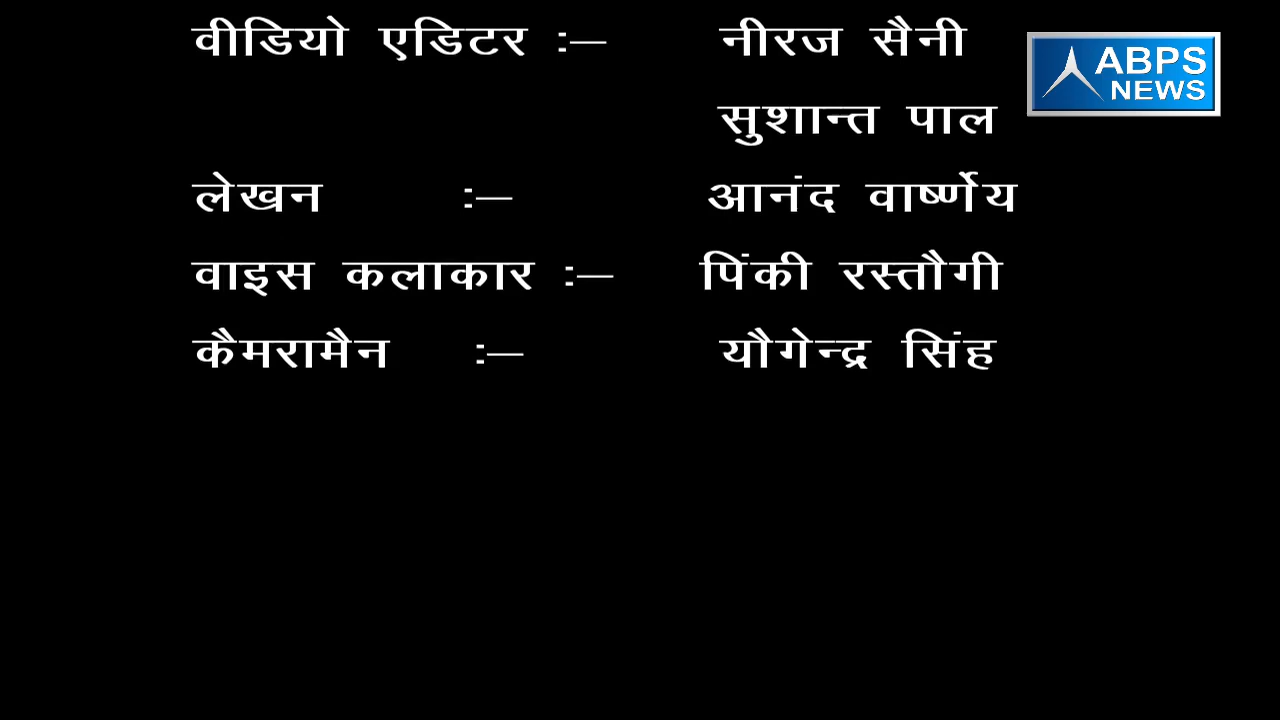 वीडियो एडिटर :— नीरज सैनी
ABPS
NEWS
सुशान्त पाल
लेखन :— आनंद वार्ष्णेय
वाइस कलाकार :— पिंकी रस्तौगी
कैमरामैन :— यौगेन्द्र सिंह